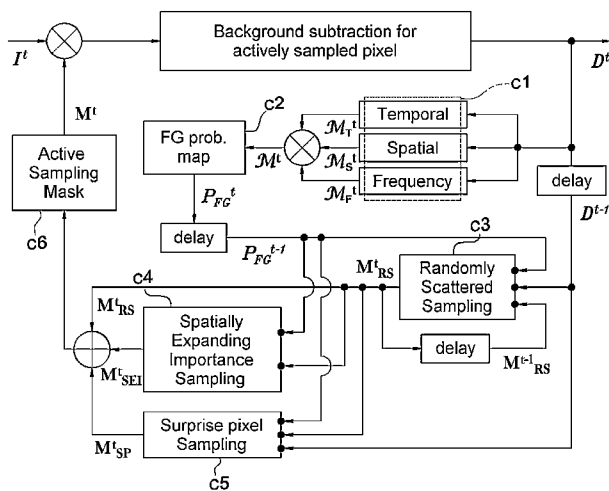 Background subtraction for
actively sampled pixel
I^t
D^t
M^t
c1
c2
FG prob.
map
ℳ_T^t
Temporal
ℳ^t
ℳ_S^t
Spatial
ℳ_F^t
Frequency
Active
Sampling
Mask
c6
P_FG^t
delay
D^t-1
delay
P_FG^t-1
c3
c4
M^t_RS
Randomly
Scattered
Sampling
M^t_RS
Spatially
Expanding
Importance
Sampling
delay
M^t-1_RS
M^t_SEI
M^t_SP
Surprise pixel
Sampling
c5